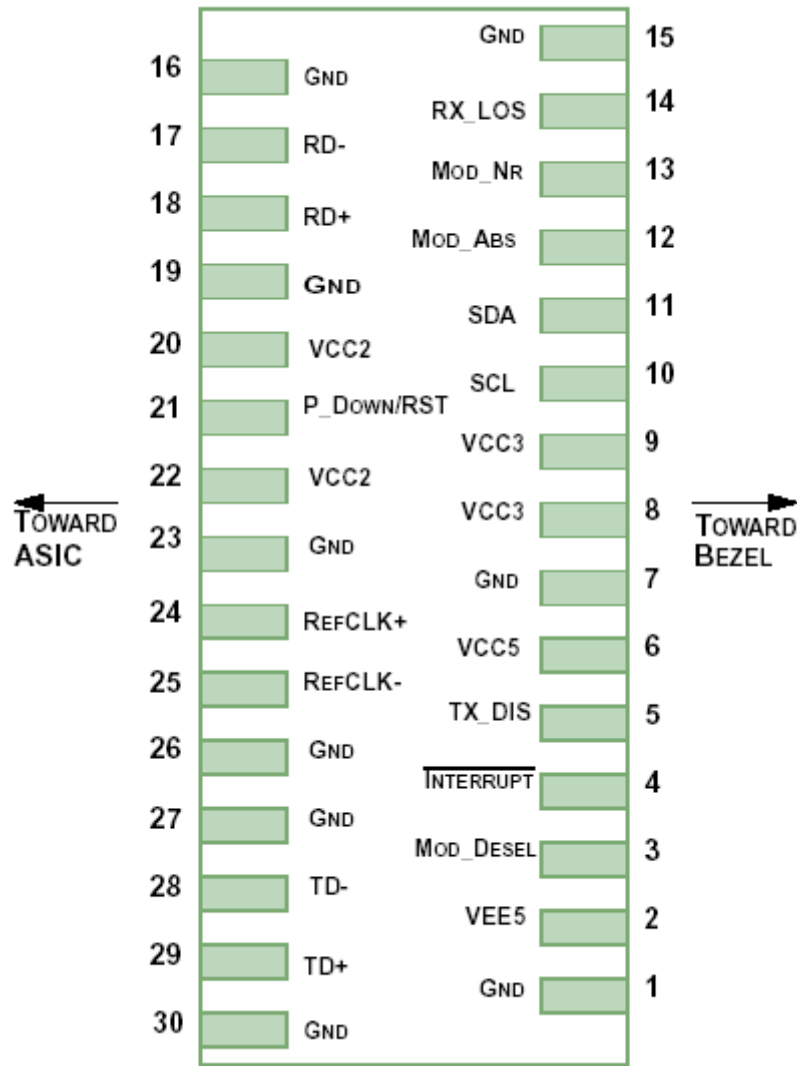 GND 15
16 GND
RX_LOS 14
17 RD-
MOD_NR 13
18 RD+
MOD_ABS 12
19 GND
SDA 11
20 VCC2
SCL 10
21 P_DOWN/RST
VCC3 9
22 VCC2
TOWARD
ASIC
VCC3 8
TOWARD
BEZEL
23 GND
GND 7
24 REFCLK+
VCC5 6
25 REFCLK-
TX_DIS 5
26 GND
INTERRUPT 4
27 GND
MOD_DESEL 3
28 TD-
VEE5 2
29 TD+
GND 1
30 GND